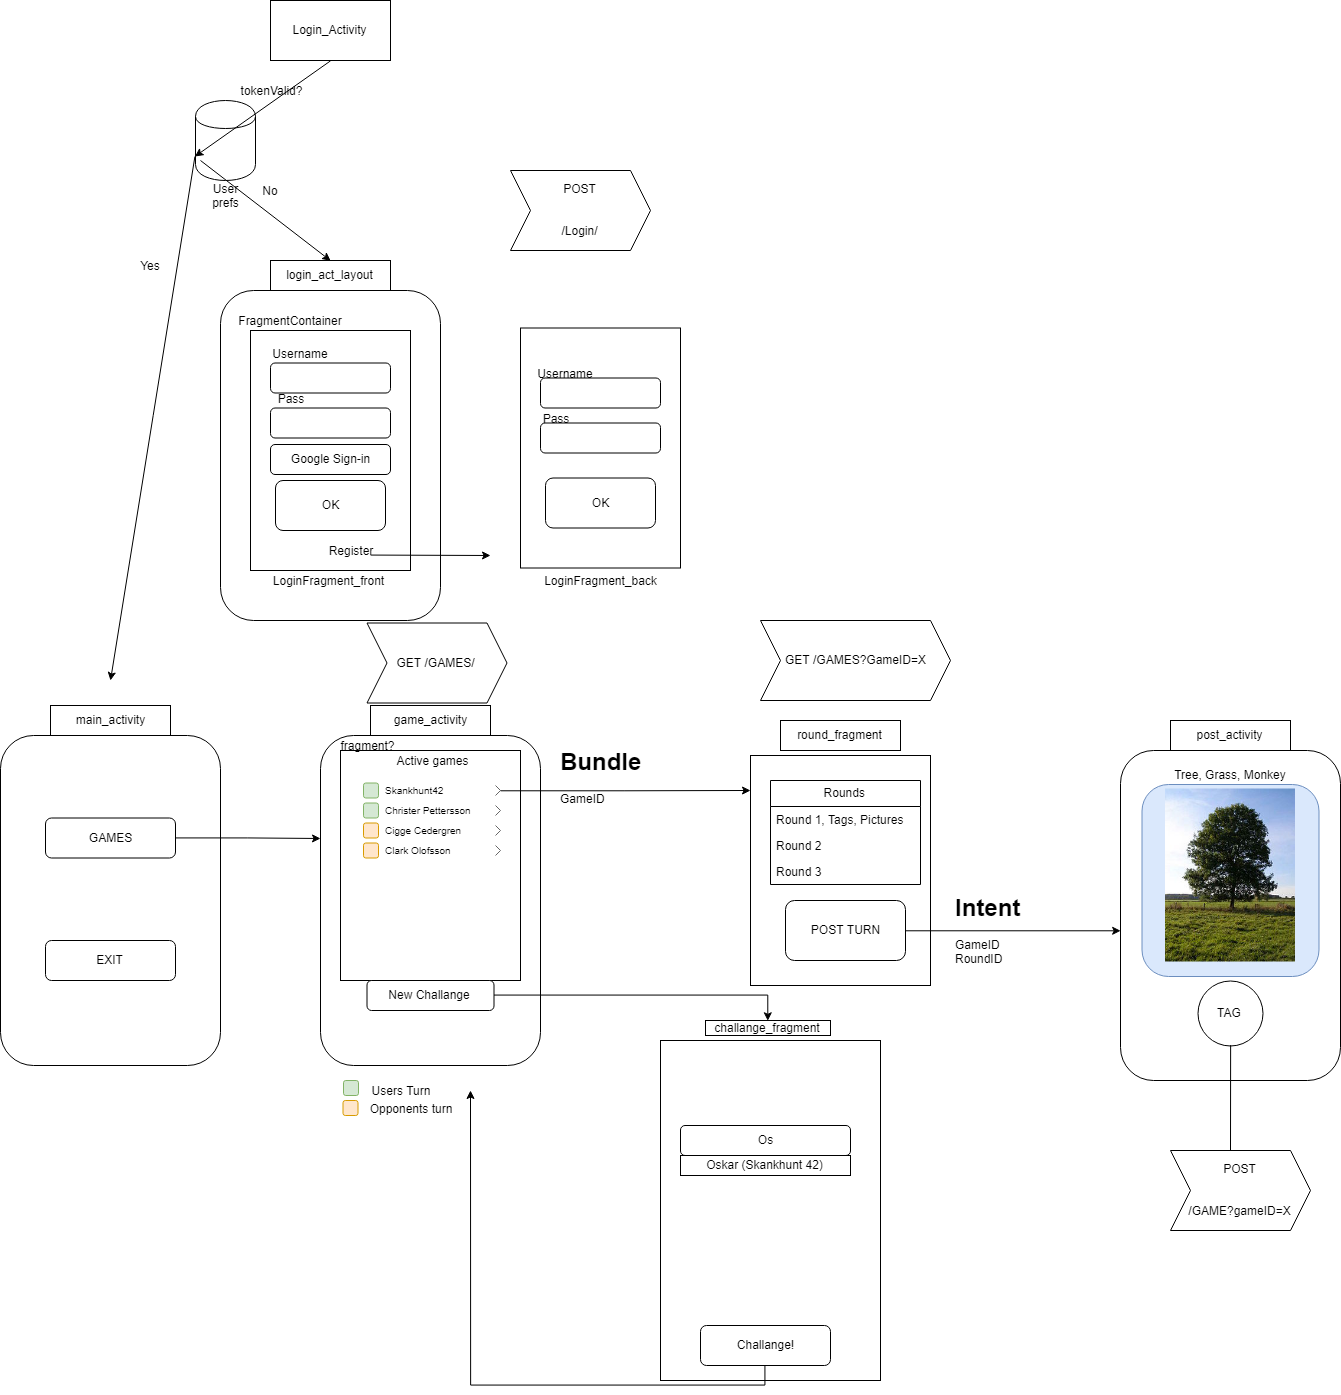 Login_Activity
tokenValid?
User
prefs
No
Yes
POST
/Login/
login_act_layout
FragmentContainer
Username
Pass
Google Sign-in
OK
Register
LoginFragment_front
Username
Pass
OK
LoginFragment_back
GET /GAMES/
GET /GAMES?GameID=X
main_activity
GAMES
EXIT
game_activity
fragment?
Active games
Skankhunt42
Christer Pettersson
Cigge Cedergren
Clark Olofsson
New Challange
Users Turn
Opponents turn
Bundle
GameID
round_fragment
Rounds
Round 1, Tags, Pictures
Round 2
Round 3
POST TURN
Intent
GameID
RoundID
post_activity
Tree, Grass, Monkey
TAG
POST
/GAME?gameID=X
challange_fragment
Os
Oskar (Skankhunt 42)
Challange!